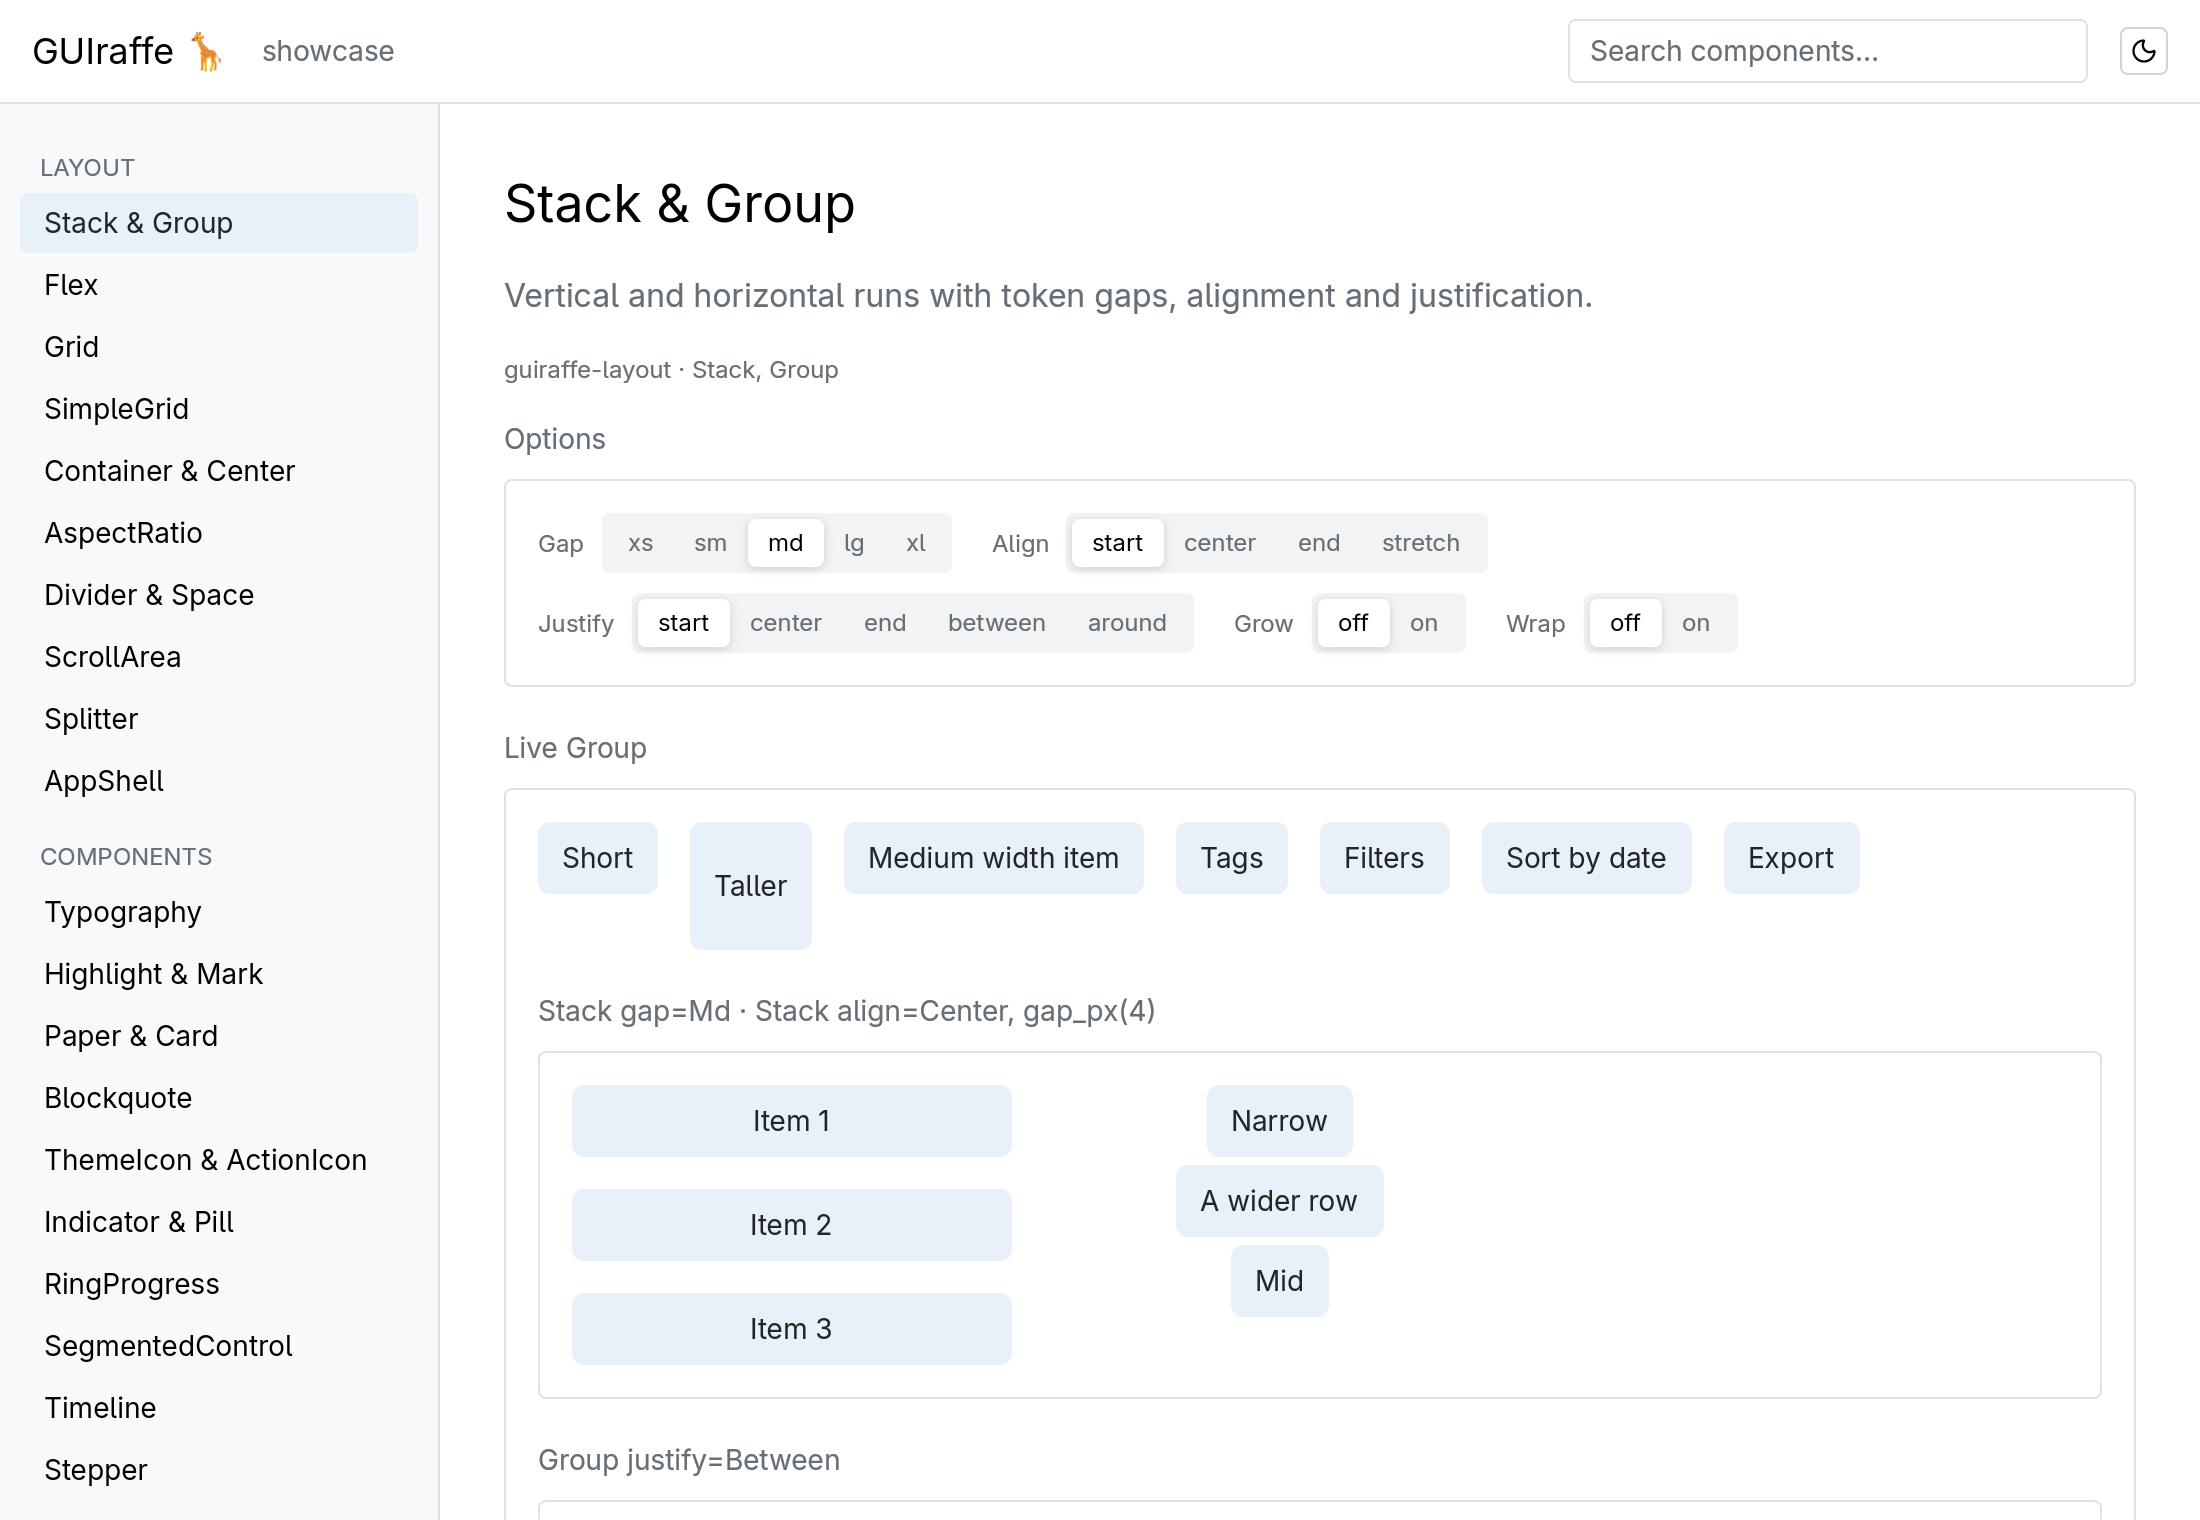 GUIraffe 🦒 showcase Search components...
LAYOUT
Stack & Group
Flex
Grid
SimpleGrid
Container & Center
AspectRatio
Divider & Space
ScrollArea
Splitter
AppShell
COMPONENTS
Typography
Highlight & Mark
Paper & Card
Blockquote
ThemeIcon & ActionIcon
Indicator & Pill
RingProgress
SegmentedControl
Timeline
Stepper
Stack & Group
Vertical and horizontal runs with token gaps, alignment and justification.
guiraffe-layout · Stack, Group
Options
Gap xs sm md lg xl Align start center end stretch
Justify start center end between around Grow off on Wrap off on
Live Group
Short Taller Medium width item Tags Filters Sort by date Export
Stack gap=Md · Stack align=Center, gap_px(4)
Item 1
Item 2
Item 3
Narrow
A wider row
Mid
Group justify=Between